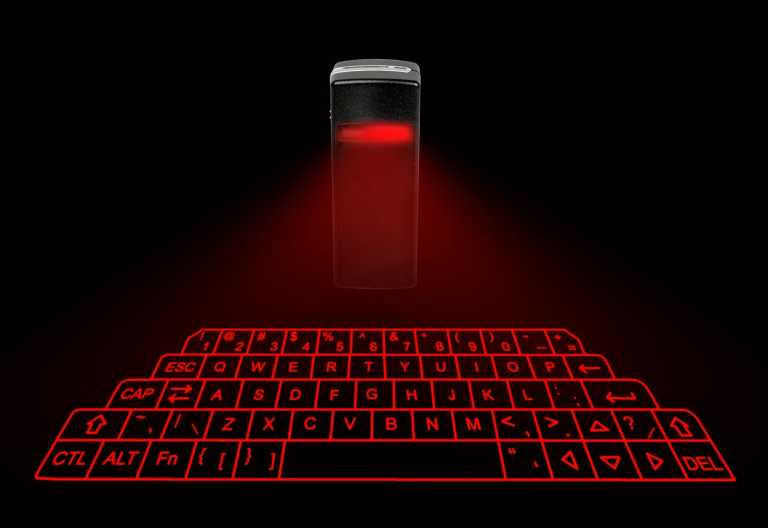 ! 1 @ 2 # 3 $ 4 % 5 ^ 6 & 7 * 8 ( 9 ) 0 - _ + =
ESC Q W E R T Y U I O P ←
CAP ⇄ A S D F G H J K L : ;
⇧ ~ | \ Z X C V B N M < , > . △ ? / ⇧
CTL ALT Fn { [ } ] " ' ◁ ▽ ▷ DEL